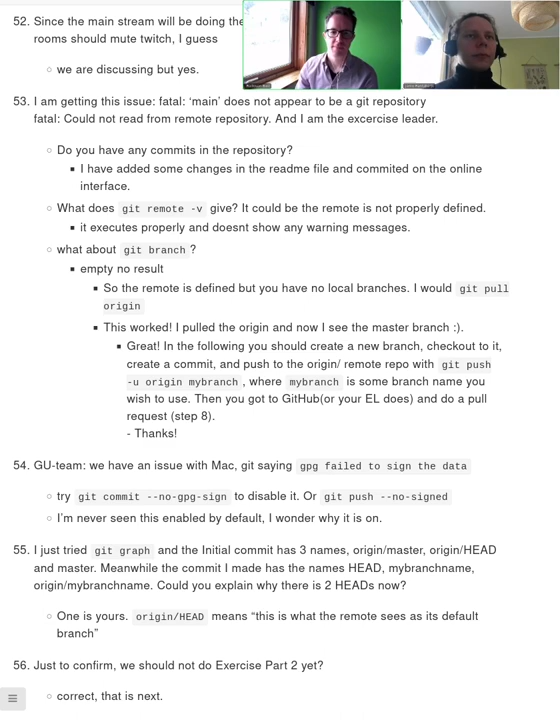 52. Since the main stream will be doing the
rooms should mute twitch, I guess
we are discussing but yes.
53. I am getting this issue: fatal: ‘main’ does not appear to be a git repository
fatal: Could not read from remote repository. And I am the excercise leader.
Do you have any commits in the repository?
I have added some changes in the readme file and commited on the online
interface.
What does git remote -v give? It could be the remote is not properly defined.
it executes properly and doesnt show any warning messages.
what about git branch ?
empty no result
So the remote is defined but you have no local branches. I would git pull
origin
This worked! I pulled the origin and now I see the master branch :).
Great! In the following you should create a new branch, checkout to it,
create a commit, and push to the origin/ remote repo with git push
-u origin mybranch , where mybranch is some branch name you
wish to use. Then you got to GitHub(or your EL does) and do a pull
request (step 8).
- Thanks!
54. GU-team: we have an issue with Mac, git saying gpg failed to sign the data
try git commit --no-gpg-sign to disable it. Or git push --no-signed
I’m never seen this enabled by default, I wonder why it is on.
55. I just tried git graph and the Initial commit has 3 names, origin/master, origin/HEAD
and master. Meanwhile the commit I made has the names HEAD, mybranchname,
origin/mybranchname. Could you explain why there is 2 HEADs now?
One is yours. origin/HEAD means “this is what the remote sees as its default
branch”
56. Just to confirm, we should not do Exercise Part 2 yet?
correct, that is next.